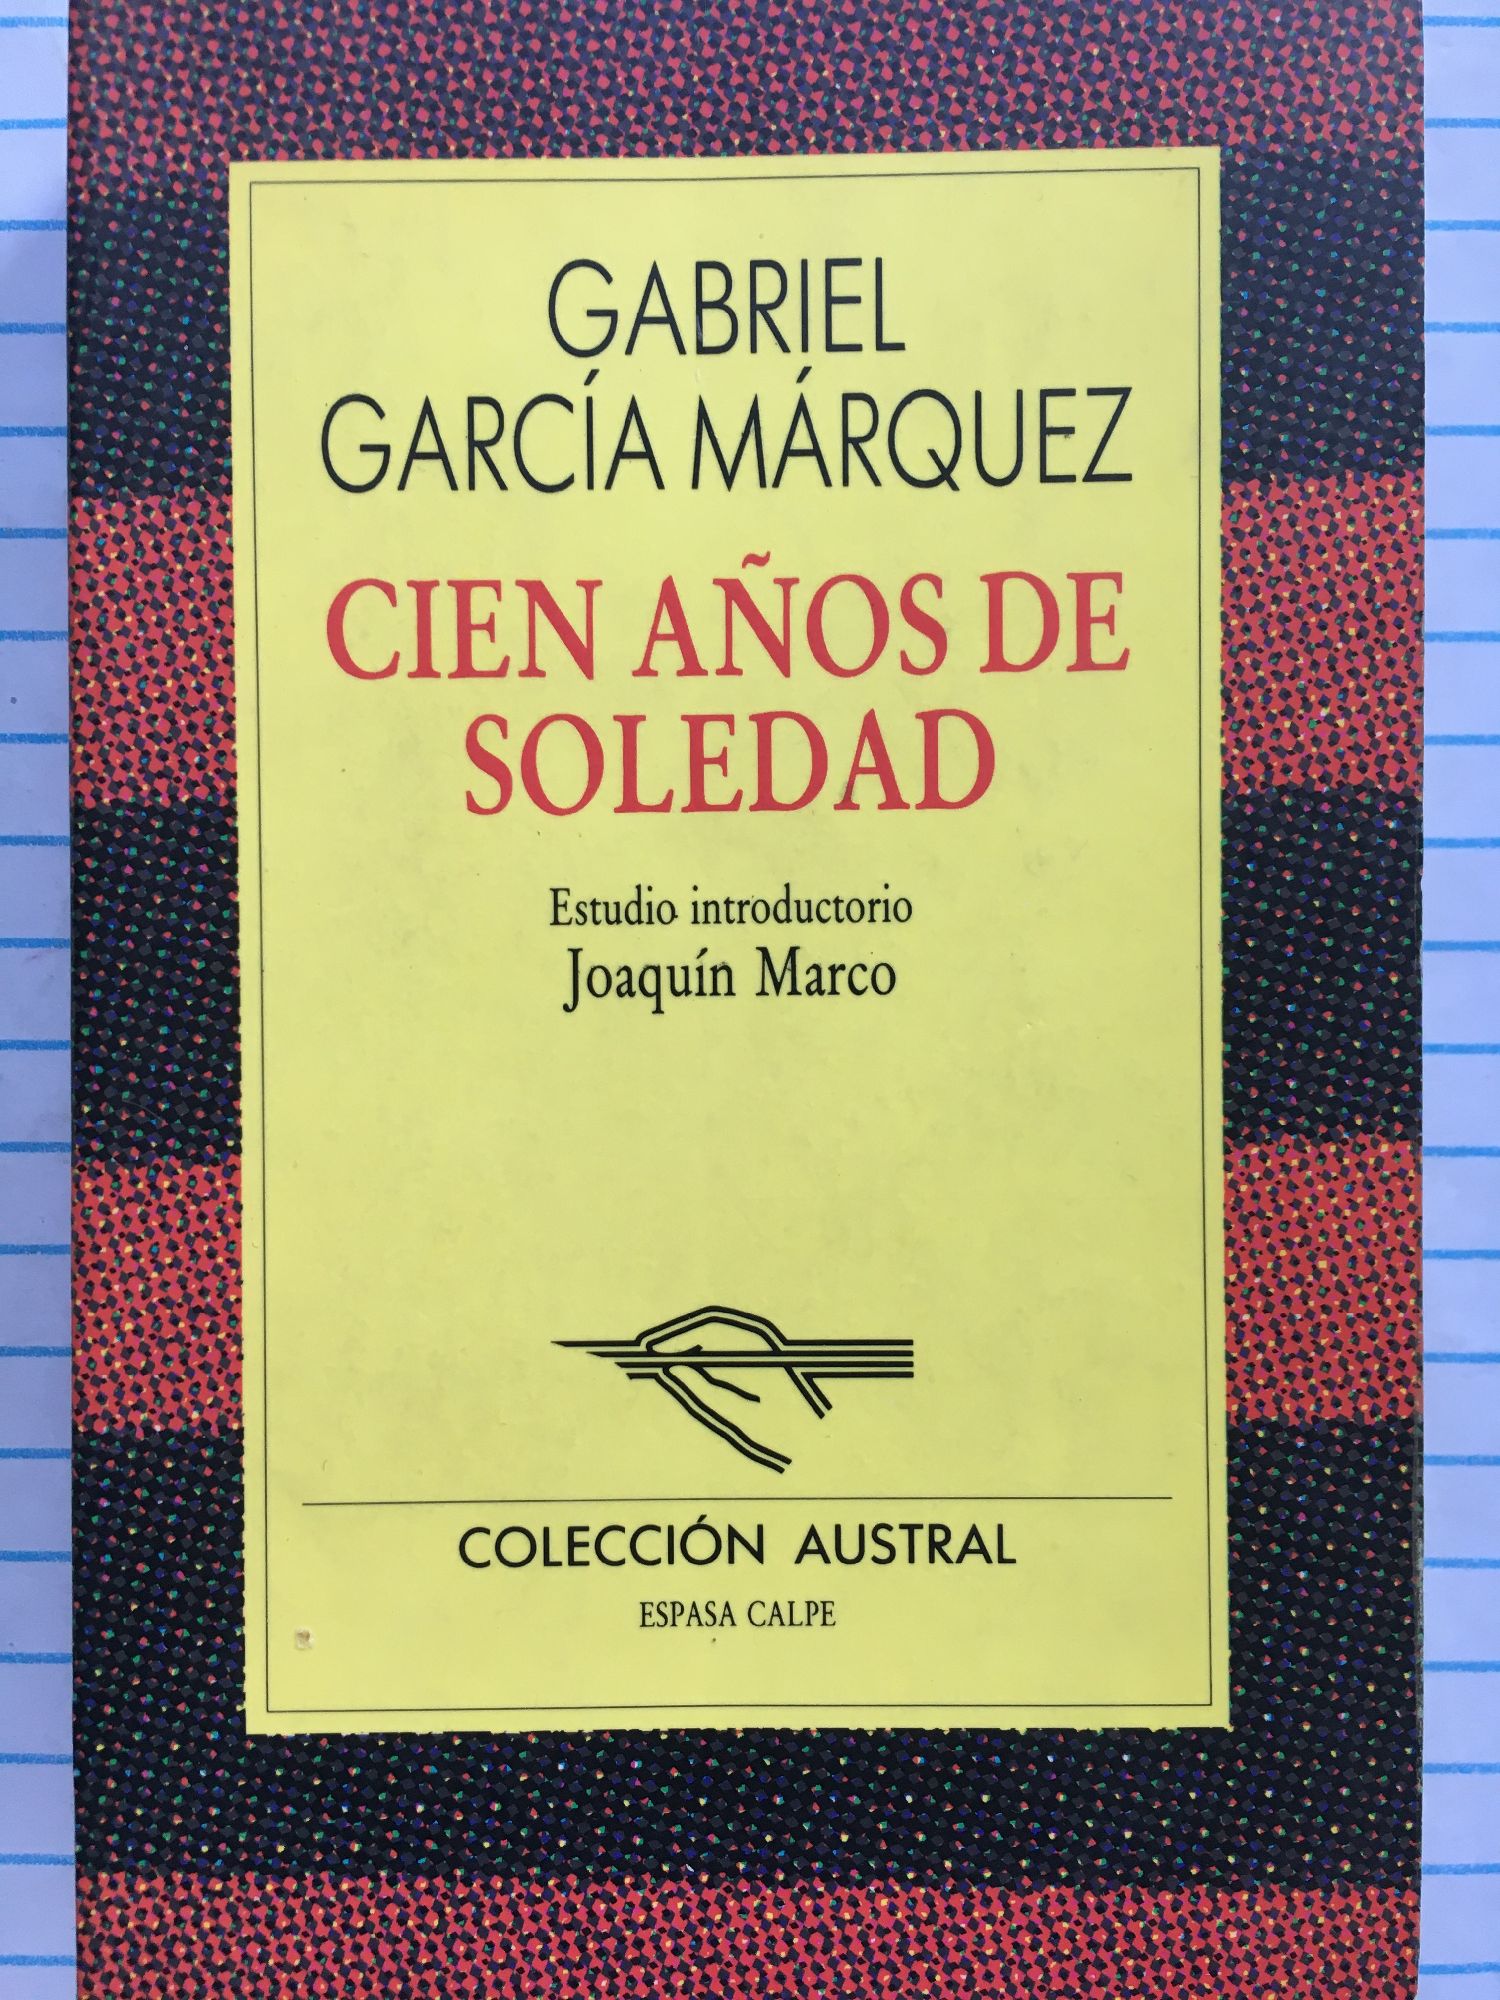 GABRIEL
GARCÍA MÁRQUEZ
CIEN AÑOS DE
SOLEDAD
Estudio introductorio
Joaquín Marco
COLECCIÓN AUSTRAL
ESPASA CALPE